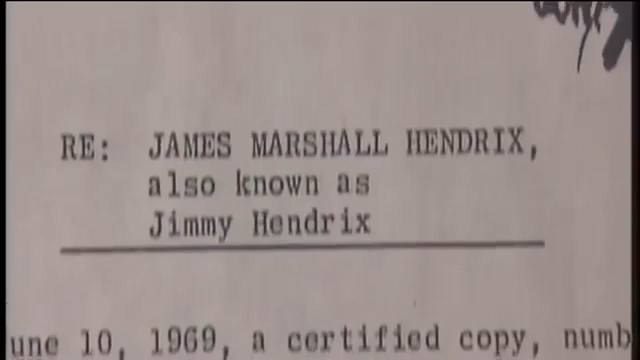 RE: JAMES MARSHALL HENDRIX,
also known as
Jimmy Hendrix
une 10, 1969, a certified copy, numb